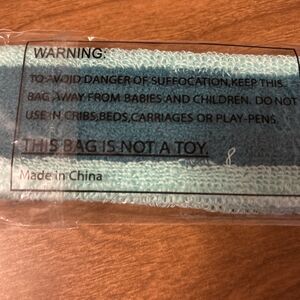 WARNING:
TO AVOID DANGER OF SUFFOCATION,KEEP THIS
BAG AWAY FROM BABIES AND CHILDREN. DO NOT
USE IN CRIBS,BEDS,CARRIAGES OR PLAY-PENS.
THIS BAG IS NOT A TOY.
Made in China